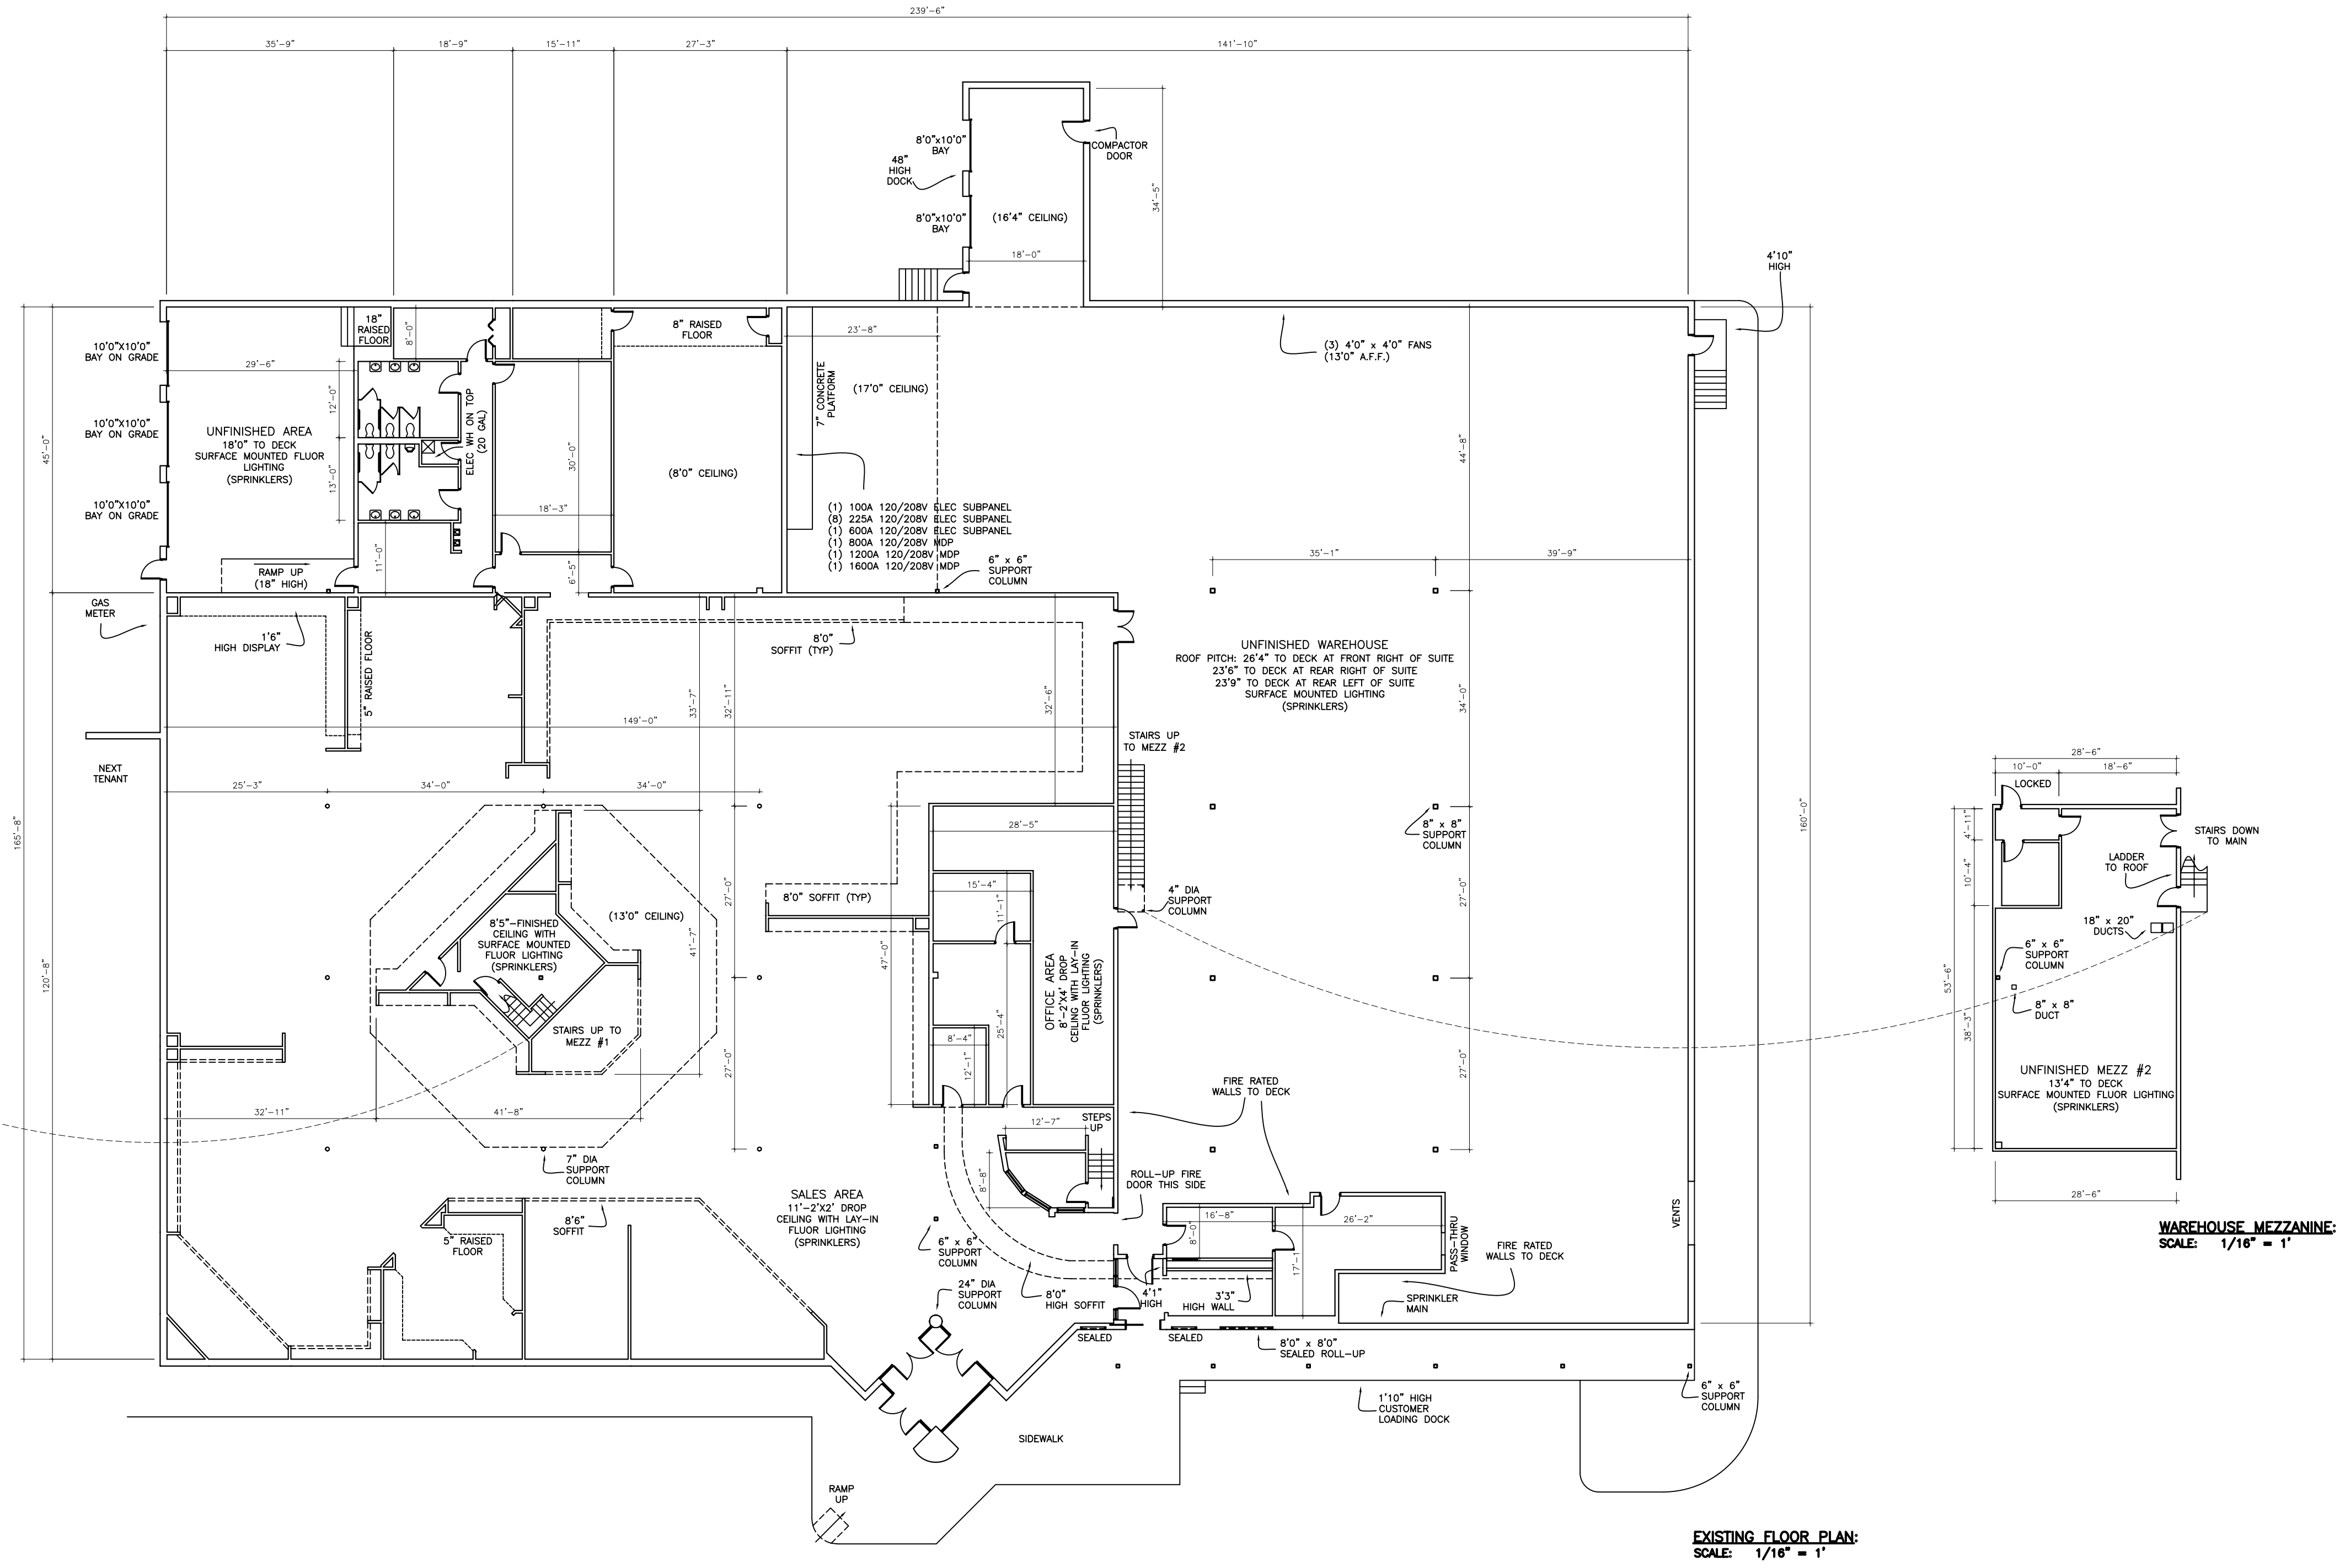 239'-6"
35'-9"
18'-9"
15'-11"
27'-3"
141'-10"
8'0"x10'0"
BAY
48"
HIGH
DOCK
8'0"x10'0"
BAY
(16'4" CEILING)
18'-0"
COMPACTOR
DOOR
34'-5"
4'10"
HIGH
10'0"X10'0"
BAY ON GRADE
10'0"X10'0"
BAY ON GRADE
10'0"X10'0"
BAY ON GRADE
45'-0"
165'-8"
120'-8"
29'-6"
UNFINISHED AREA
18'0" TO DECK
SURFACE MOUNTED FLUOR
LIGHTING
(SPRINKLERS)
18"
RAISED
FLOOR
8'-0"
12'-0"
13'-0"
11'-0"
ELEC WH ON TOP
(20 GAL)
30'-0"
18'-3"
6'-5"
8" RAISED
FLOOR
(8'0" CEILING)
23'-8"
7" CONCRETE
PLATFORM
(17'0" CEILING)
(3) 4'0" x 4'0" FANS
(13'0" A.F.F.)
(1) 100A 120/208V ELEC SUBPANEL
(8) 225A 120/208V ELEC SUBPANEL
(1) 600A 120/208V ELEC SUBPANEL
(1) 800A 120/208V MDP
(1) 1200A 120/208V MDP
(1) 1600A 120/208V MDP
6" x 6"
SUPPORT
COLUMN
44'-8"
35'-1"
39'-9"
160'-0"
RAMP UP
(18" HIGH)
GAS
METER
1'6"
HIGH DISPLAY
5" RAISED FLOOR
8'0"
SOFFIT (TYP)
33'-7"
32'-11"
32'-6"
149'-0"
UNFINISHED WAREHOUSE
ROOF PITCH: 26'4" TO DECK AT FRONT RIGHT OF SUITE
23'6" TO DECK AT REAR RIGHT OF SUITE
23'9" TO DECK AT REAR LEFT OF SUITE
SURFACE MOUNTED LIGHTING
(SPRINKLERS)
34'-0"
STAIRS UP
TO MEZZ #2
NEXT
TENANT
25'-3"
34'-0"
34'-0"
28'-5"
8" x 8"
SUPPORT
COLUMN
15'-4"
11'-1"
8'0" SOFFIT (TYP)
4" DIA
SUPPORT
COLUMN
27'-0"
27'-0"
(13'0" CEILING)
8'5"-FINISHED
CEILING WITH
SURFACE MOUNTED
FLUOR LIGHTING
(SPRINKLERS)
41'-7"
47'-0"
OFFICE AREA
8'-2'X4' DROP
CEILING WITH LAY-IN
FLUOR LIGHTING
(SPRINKLERS)
STAIRS UP TO
MEZZ #1
25'-4"
8'-4"
12'-1"
27'-0"
27'-0"
32'-11"
41'-8"
FIRE RATED
WALLS TO DECK
STEPS
UP
12'-7"
8'-8"
7" DIA
SUPPORT
COLUMN
ROLL-UP FIRE
DOOR THIS SIDE
SALES AREA
11'-2'X2' DROP
CEILING WITH LAY-IN
FLUOR LIGHTING
(SPRINKLERS)
8'6"
SOFFIT
5" RAISED
FLOOR
6" x 6"
SUPPORT
COLUMN
24" DIA
SUPPORT
COLUMN
16'-8"
8'-0"
26'-2"
17'-1"
PASS-THRU
WINDOW
VENTS
FIRE RATED
WALLS TO DECK
8'0"
HIGH SOFFIT
4'1"
HIGH
3'3"
HIGH WALL
SPRINKLER
MAIN
SEALED
SEALED
8'0" x 8'0"
SEALED ROLL-UP
1'10" HIGH
CUSTOMER
LOADING DOCK
6" x 6"
SUPPORT
COLUMN
SIDEWALK
RAMP
UP
28'-6"
10'-0"
18'-6"
LOCKED
4'-11"
10'-4"
STAIRS DOWN
TO MAIN
LADDER
TO ROOF
18" x 20"
DUCTS
6" x 6"
SUPPORT
COLUMN
53'-6"
38'-3"
8" x 8"
DUCT
UNFINISHED MEZZ #2
13'4" TO DECK
SURFACE MOUNTED FLUOR LIGHTING
(SPRINKLERS)
28'-6"
WAREHOUSE MEZZANINE:
SCALE: 1/16" = 1'
EXISTING FLOOR PLAN:
SCALE: 1/16" = 1'